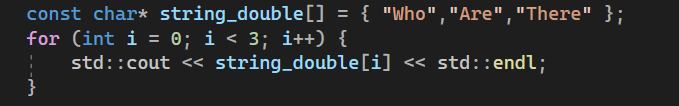 const char* string_double[] = { "Who","Are","There" };
for (int i = 0; i < 3; i++) {
    std::cout << string_double[i] << std::endl;
}